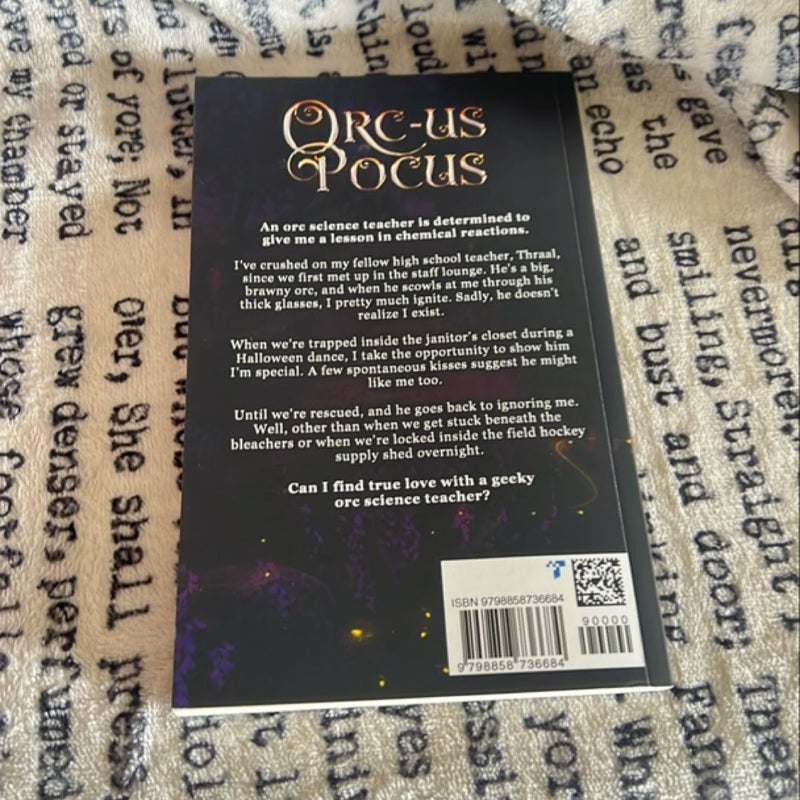 ORC-US
POCUS
An orc science teacher is determined to
give me a lesson in chemical reactions.
I've crushed on my fellow high school teacher, Thraal,
since we first met up in the staff lounge. He's a big,
brawny orc, and when he scowls at me through his
thick glasses, I pretty much ignite. Sadly, he doesn't
realize I exist.
When we're trapped inside the janitor's closet during a
Halloween dance, I take the opportunity to show him
I'm special. A few spontaneous kisses suggest he might
like me too.
Until we're rescued, and he goes back to ignoring me.
Well, other than when we get stuck beneath the
bleachers or when we're locked inside the field hockey
supply shed overnight.
Can I find true love with a geeky
orc science teacher?
ISBN 9798858736684
90000
9 798858 736684
my chamber
or stayed
of yore; Not
in
whose
grew denser, perfumed
o'er, She shall press,
gave
was the
an echo
nevermore
smiling, Straight
and bust and door;
Then